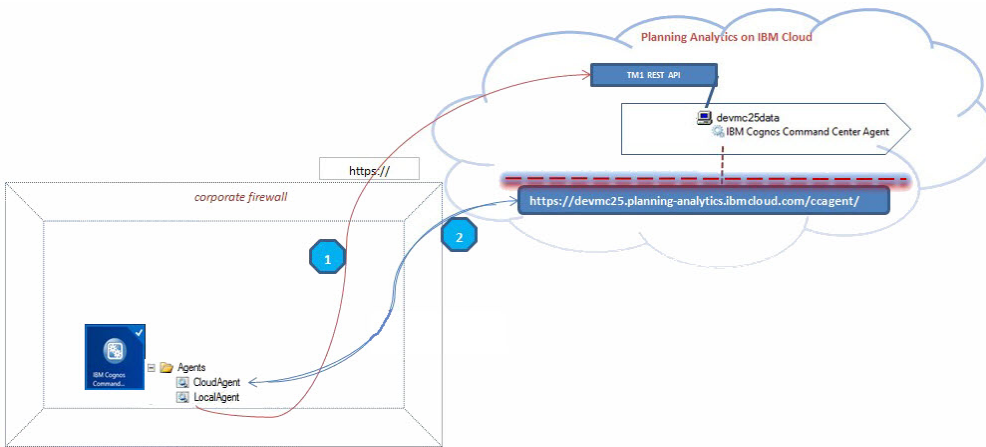 Planning Analytics on IBM Cloud
TM1 REST API
devmc25data
IBM Cognos Command Center Agent
https://
corporate firewall
https://devmc25.planning-analytics.ibmcloud.com/ccagent/
2
1
IBM Cognos
Command...
Agents
CloudAgent
LocalAgent